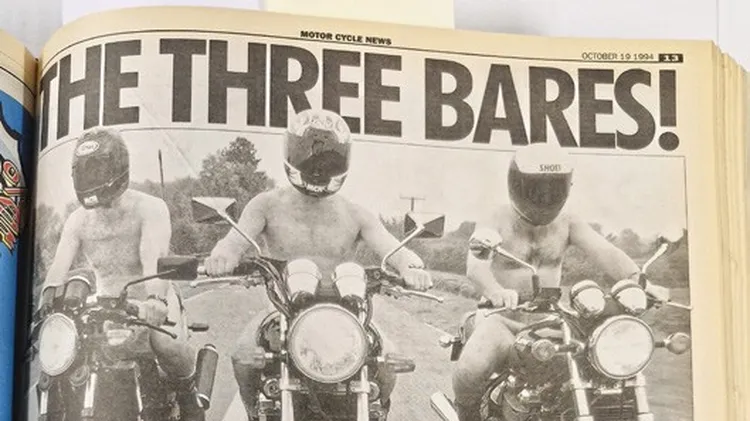 MOTOR CYCLE NEWS
OCTOBER 19 1994 13
THE THREE BARES!
SHOEI